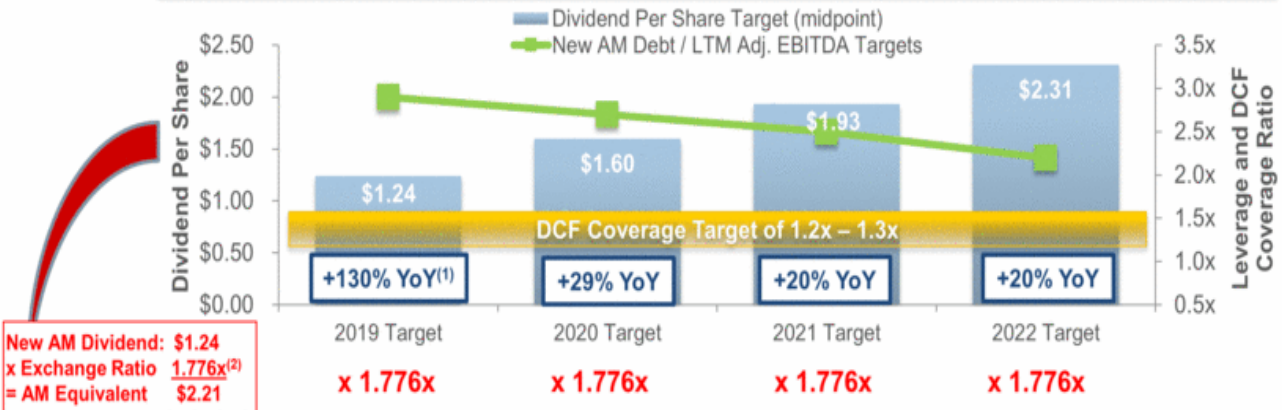 Dividend Per Share Target (midpoint)
New AM Debt / LTM Adj. EBITDA Targets
Dividend Per Share
$2.50
$2.00
$1.50
$1.00
$0.50
$0.00
3.5x
3.0x
2.5x
2.0x
1.5x
1.0x
0.5x
Leverage and DCF
Coverage Ratio
$1.24
$1.60
$1.93
$2.31
DCF Coverage Target of 1.2x – 1.3x
+130% YoY(1)
+29% YoY
+20% YoY
+20% YoY
2019 Target
2020 Target
2021 Target
2022 Target
New AM Dividend: $1.24
x Exchange Ratio 1.776x(2)
= AM Equivalent $2.21
x 1.776x
x 1.776x
x 1.776x
x 1.776x